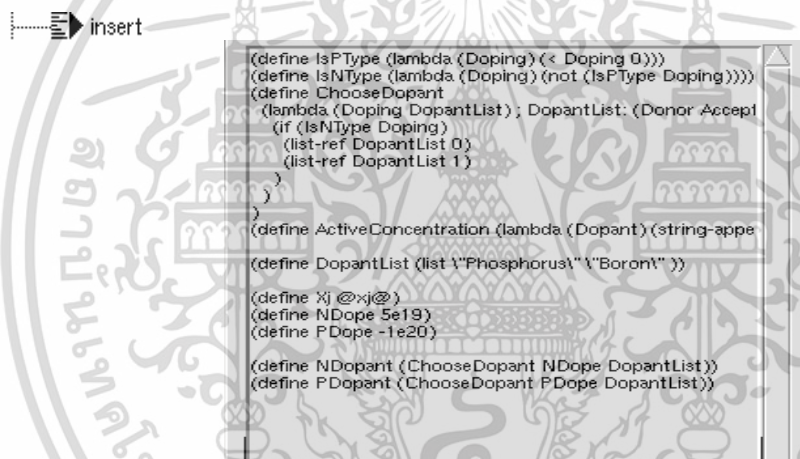 insert
(define IsPType (lambda (Doping) (< Doping 0)))
(define IsNType (lambda (Doping) (not (IsPType Doping))))
(define ChooseDopant
(lambda (Doping DopantList) ; DopantList: (Donor Accept
(if (IsNType Doping)
(list-ref DopantList 0)
(list-ref DopantList 1)
)
)
)
(define ActiveConcentration (lambda (Dopant) (string-appe
(define DopantList (list \"Phosphorus\" \"Boron\" ))
(define Xj @xj@)
(define NDope 5e19)
(define PDope -1e20)
(define NDopant (ChooseDopant NDope DopantList))
(define PDopant (ChooseDopant PDope DopantList))